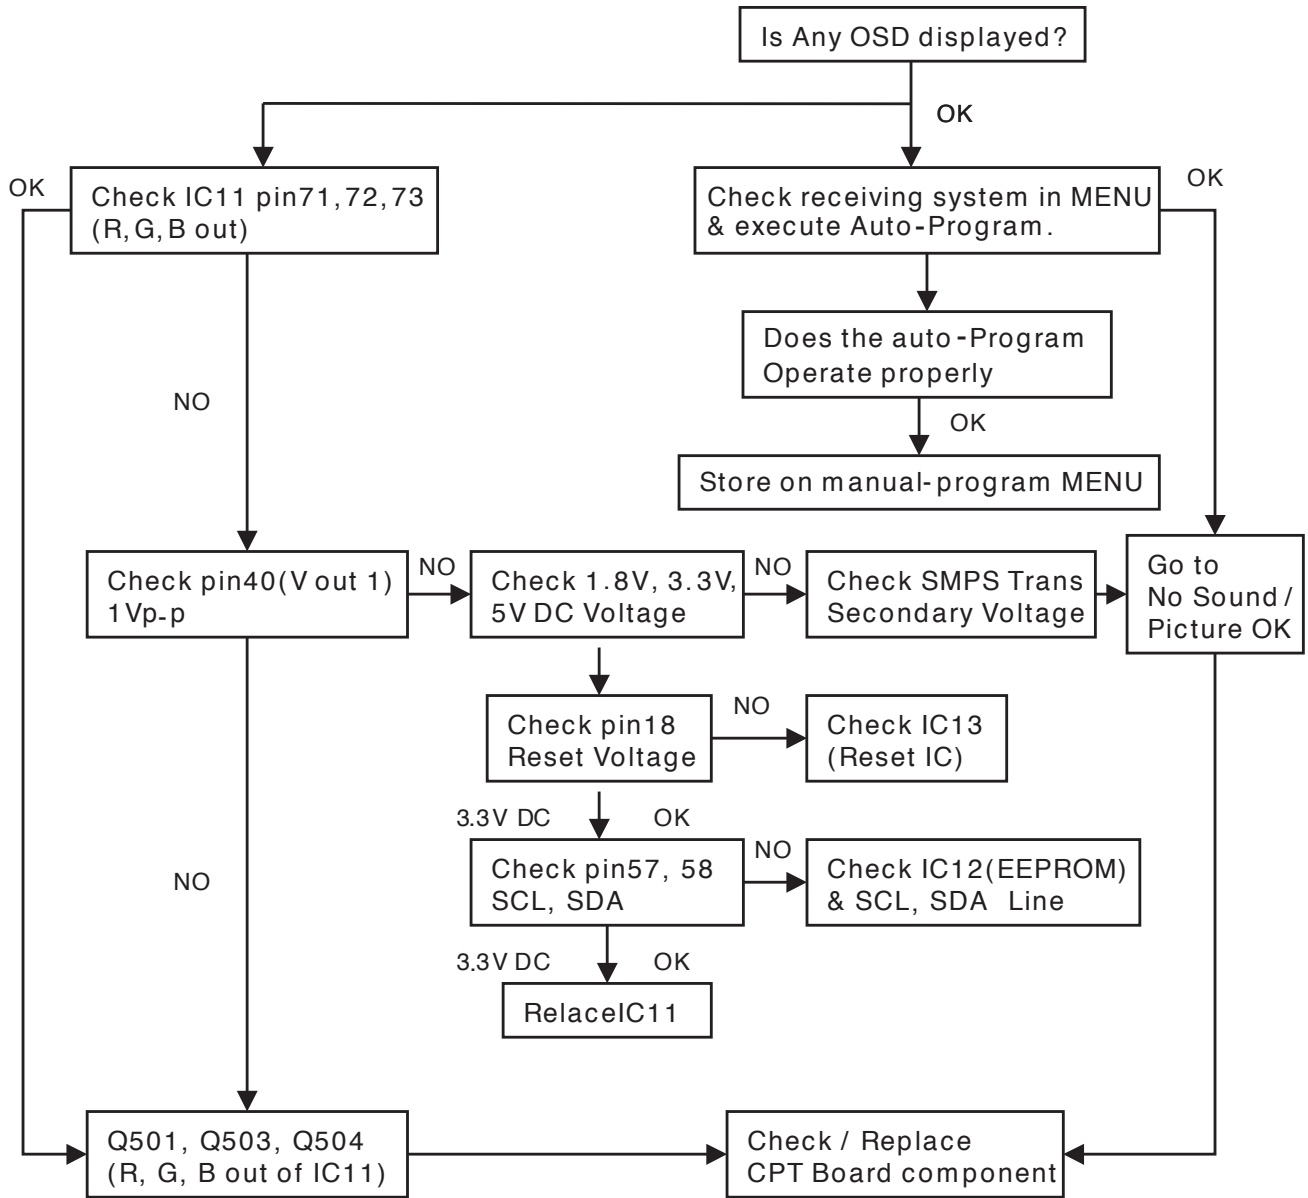 Is Any OSD displayed?
OK
OK
Check IC11 pin71,72,73
(R,G,B out)
Check receiving system in MENU
& execute Auto-Program.
OK
Does the auto-Program
Operate properly
NO
OK
Store on manual-program MENU
Check pin40(V out 1)
1Vp-p
NO
Check 1.8V, 3.3V,
5V DC Voltage
NO
Check SMPS Trans
Secondary Voltage
Go to
No Sound /
Picture OK
Check pin18
Reset Voltage
NO
Check IC13
(Reset IC)
3.3V DC
OK
NO
Check pin57, 58
SCL, SDA
NO
Check IC12(EEPROM)
& SCL, SDA Line
3.3V DC
OK
RelaceIC11
Q501, Q503, Q504
(R, G, B out of IC11)
Check / Replace
CPT Board component